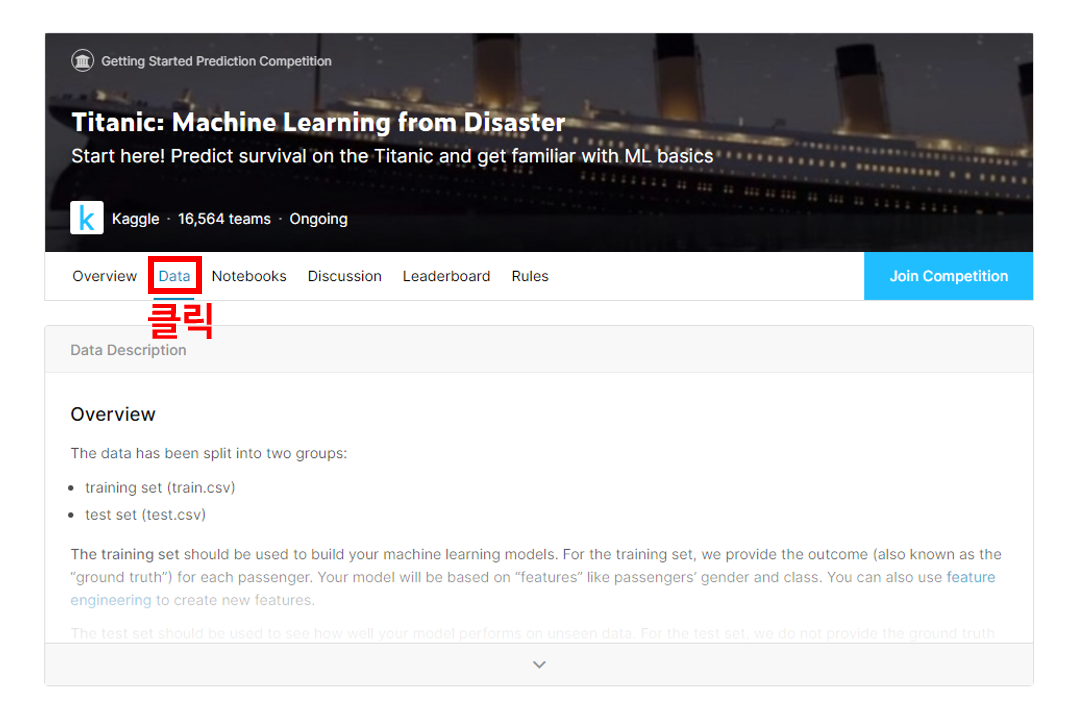 Getting Started Prediction Competition
Titanic: Machine Learning from Disaster
Start here! Predict survival on the Titanic and get familiar with ML basics
k Kaggle · 16,564 teams · Ongoing
Overview Data Notebooks Discussion Leaderboard Rules Join Competition
클릭
Data Description
Overview
The data has been split into two groups:
• training set (train.csv)
• test set (test.csv)
The training set should be used to build your machine learning models. For the training set, we provide the outcome (also known as the
“ground truth”) for each passenger. Your model will be based on “features” like passengers’ gender and class. You can also use feature
engineering to create new features.
The test set should be used to see how well your model performs on unseen data. For the test set, we do not provide the ground truth